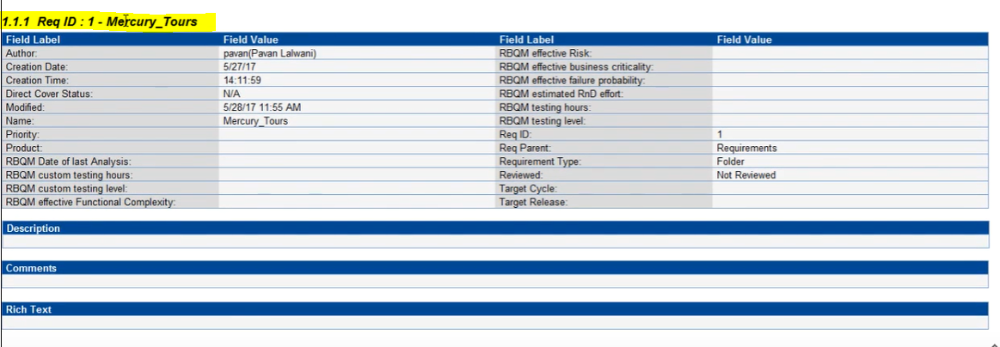 1.1.1 Req ID : 1 - Mercury_Tours
Field Label Field Value Field Label Field Value
Author: pavan(Pavan Lalwani) RBQM effective Risk:
Creation Date: 5/27/17 RBQM effective business criticality:
Creation Time: 14:11:59 RBQM effective failure probability:
Direct Cover Status: N/A RBQM estimated RnD effort:
Modified: 5/28/17 11:55 AM RBQM testing hours:
Name: Mercury_Tours RBQM testing level:
Priority: Req ID: 1
Product: Req Parent: Requirements
RBQM Date of last Analysis: Requirement Type: Folder
RBQM custom testing hours: Reviewed: Not Reviewed
RBQM custom testing level: Target Cycle:
RBQM effective Functional Complexity: Target Release:
Description
Comments
Rich Text